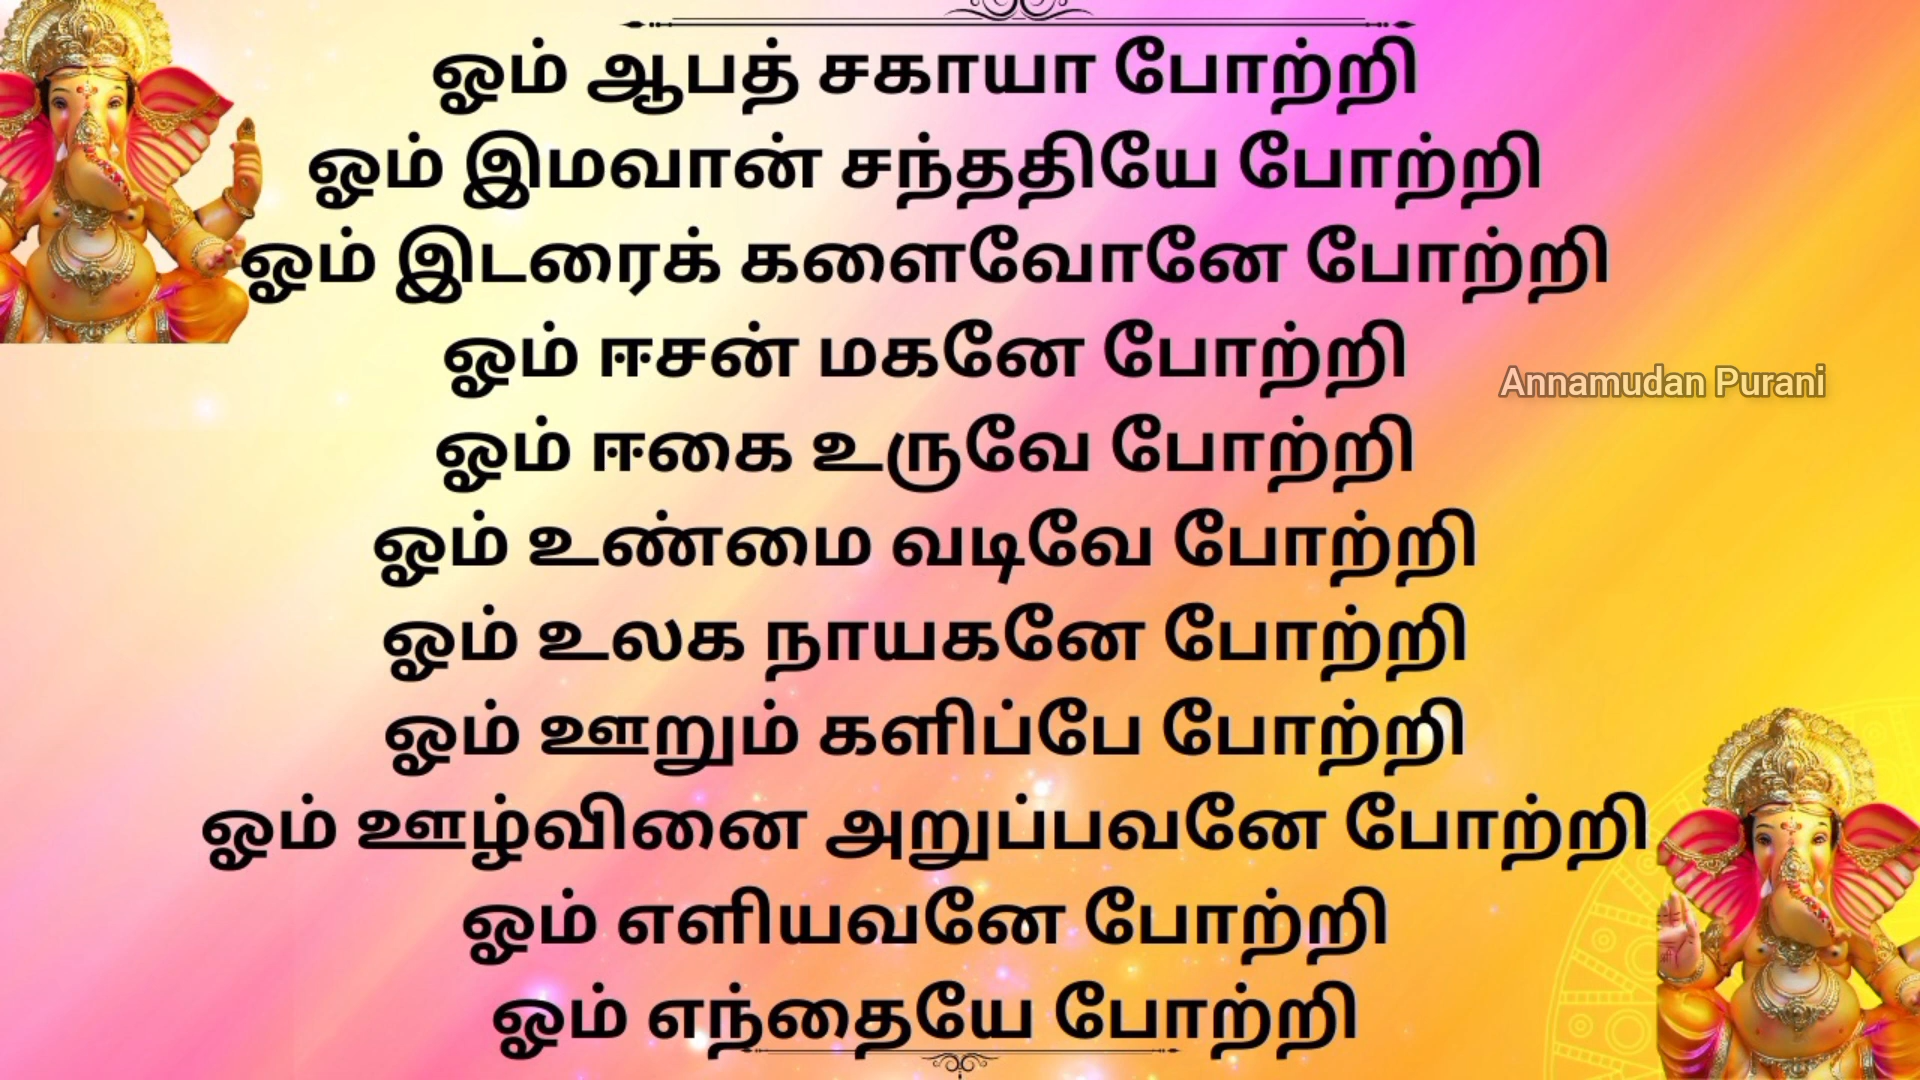 ஓம் ஆபத் சகாயா போற்றி
ஓம் இமவான் சந்ததியே போற்றி
ஓம் இடரைக் களைவோனே போற்றி
ஓம் ஈசன் மகனே போற்றி
Annamudan Purani
ஓம் ஈகை உருவே போற்றி
ஓம் உண்மை வடிவே போற்றி
ஓம் உலக நாயகனே போற்றி
ஓம் ஊறும் களிப்பே போற்றி
ஓம் ஊழ்வினை அறுப்பவனே போற்றி
ஓம் எளியவனே போற்றி
ஓம் எந்தையே போற்றி